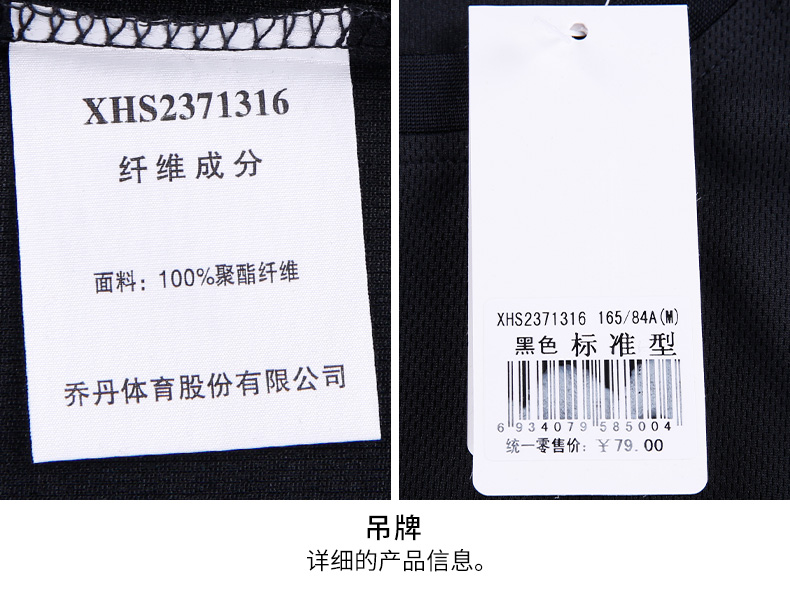 XHS2371316
纤维成分
面料：100%聚酯纤维
乔丹体育股份有限公司
XHS2371316 165/84A(M)
黑色 标准型
6 934079 585004
统一零售价：￥79.00
吊牌
详细的产品信息。